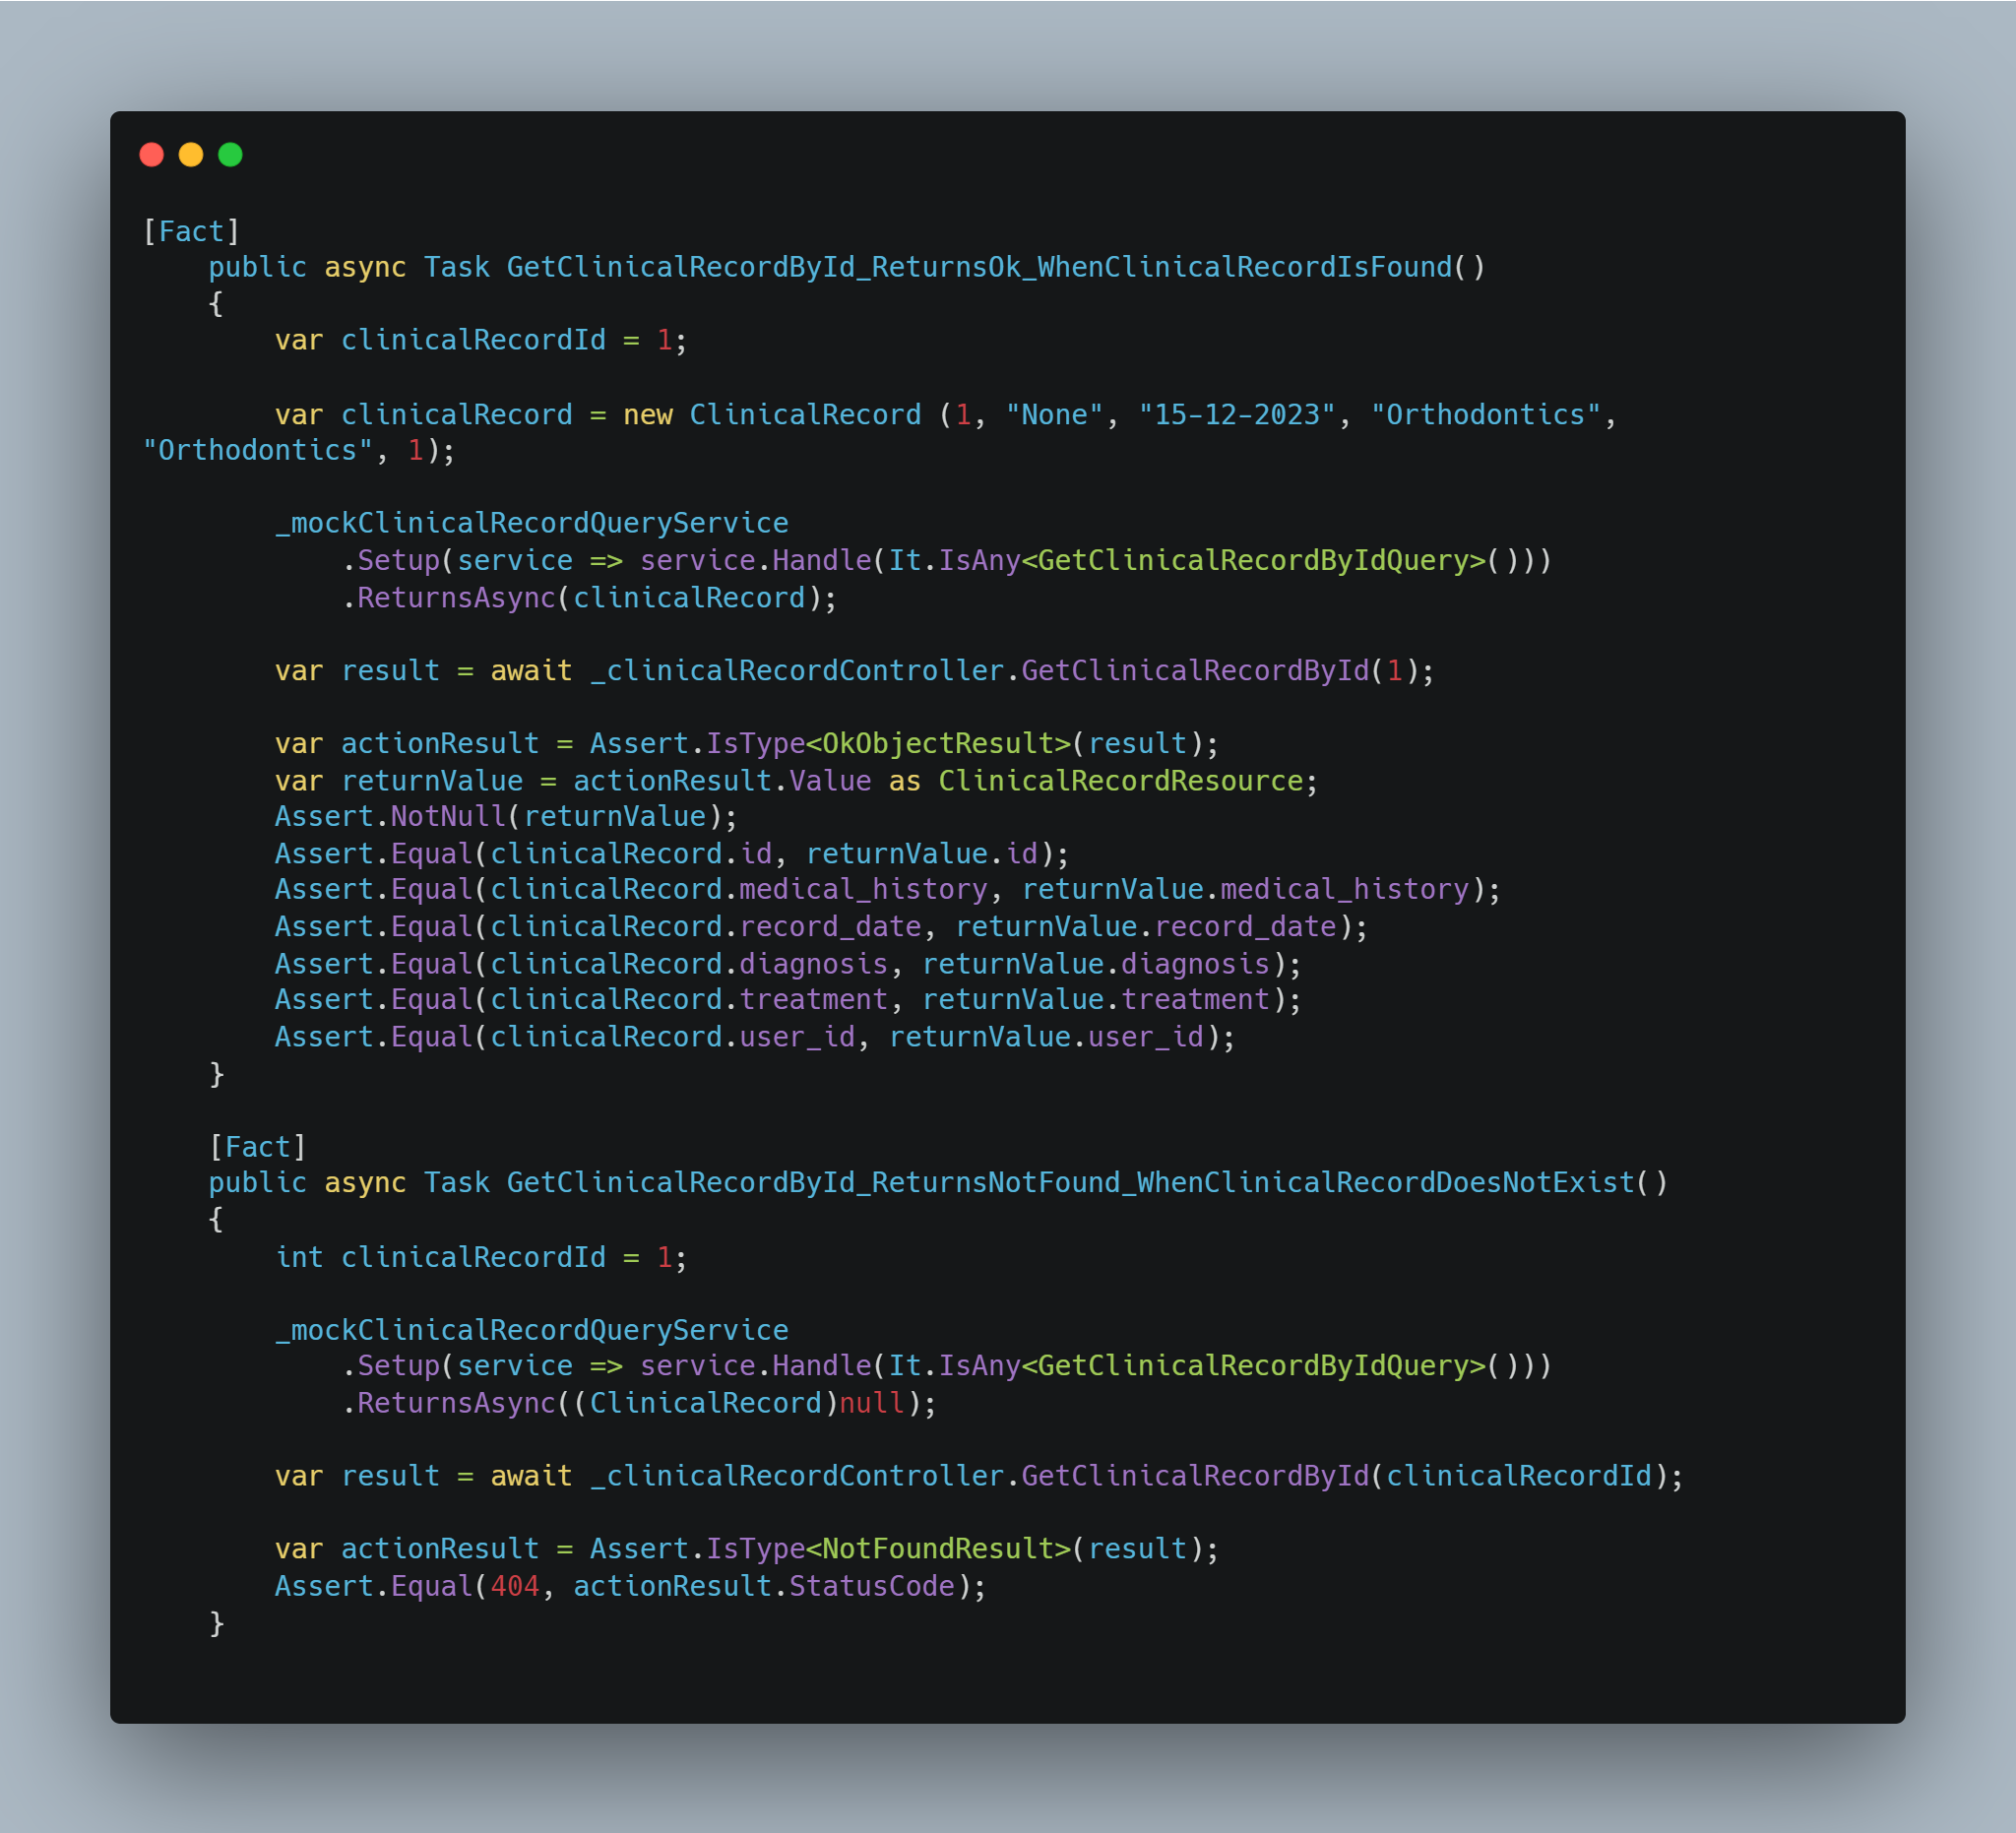 [Fact]
    public async Task GetClinicalRecordById_ReturnsOk_WhenClinicalRecordIsFound()
    {
        var clinicalRecordId = 1;

        var clinicalRecord = new ClinicalRecord (1, "None", "15-12-2023", "Orthodontics",
"Orthodontics", 1);

        _mockClinicalRecordQueryService
            .Setup(service => service.Handle(It.IsAny<GetClinicalRecordByIdQuery>()))
            .ReturnsAsync(clinicalRecord);

        var result = await _clinicalRecordController.GetClinicalRecordById(1);

        var actionResult = Assert.IsType<OkObjectResult>(result);
        var returnValue = actionResult.Value as ClinicalRecordResource;
        Assert.NotNull(returnValue);
        Assert.Equal(clinicalRecord.id, returnValue.id);
        Assert.Equal(clinicalRecord.medical_history, returnValue.medical_history);
        Assert.Equal(clinicalRecord.record_date, returnValue.record_date);
        Assert.Equal(clinicalRecord.diagnosis, returnValue.diagnosis);
        Assert.Equal(clinicalRecord.treatment, returnValue.treatment);
        Assert.Equal(clinicalRecord.user_id, returnValue.user_id);
    }

    [Fact]
    public async Task GetClinicalRecordById_ReturnsNotFound_WhenClinicalRecordDoesNotExist()
    {
        int clinicalRecordId = 1;

        _mockClinicalRecordQueryService
            .Setup(service => service.Handle(It.IsAny<GetClinicalRecordByIdQuery>()))
            .ReturnsAsync((ClinicalRecord)null);

        var result = await _clinicalRecordController.GetClinicalRecordById(clinicalRecordId);

        var actionResult = Assert.IsType<NotFoundResult>(result);
        Assert.Equal(404, actionResult.StatusCode);
    }